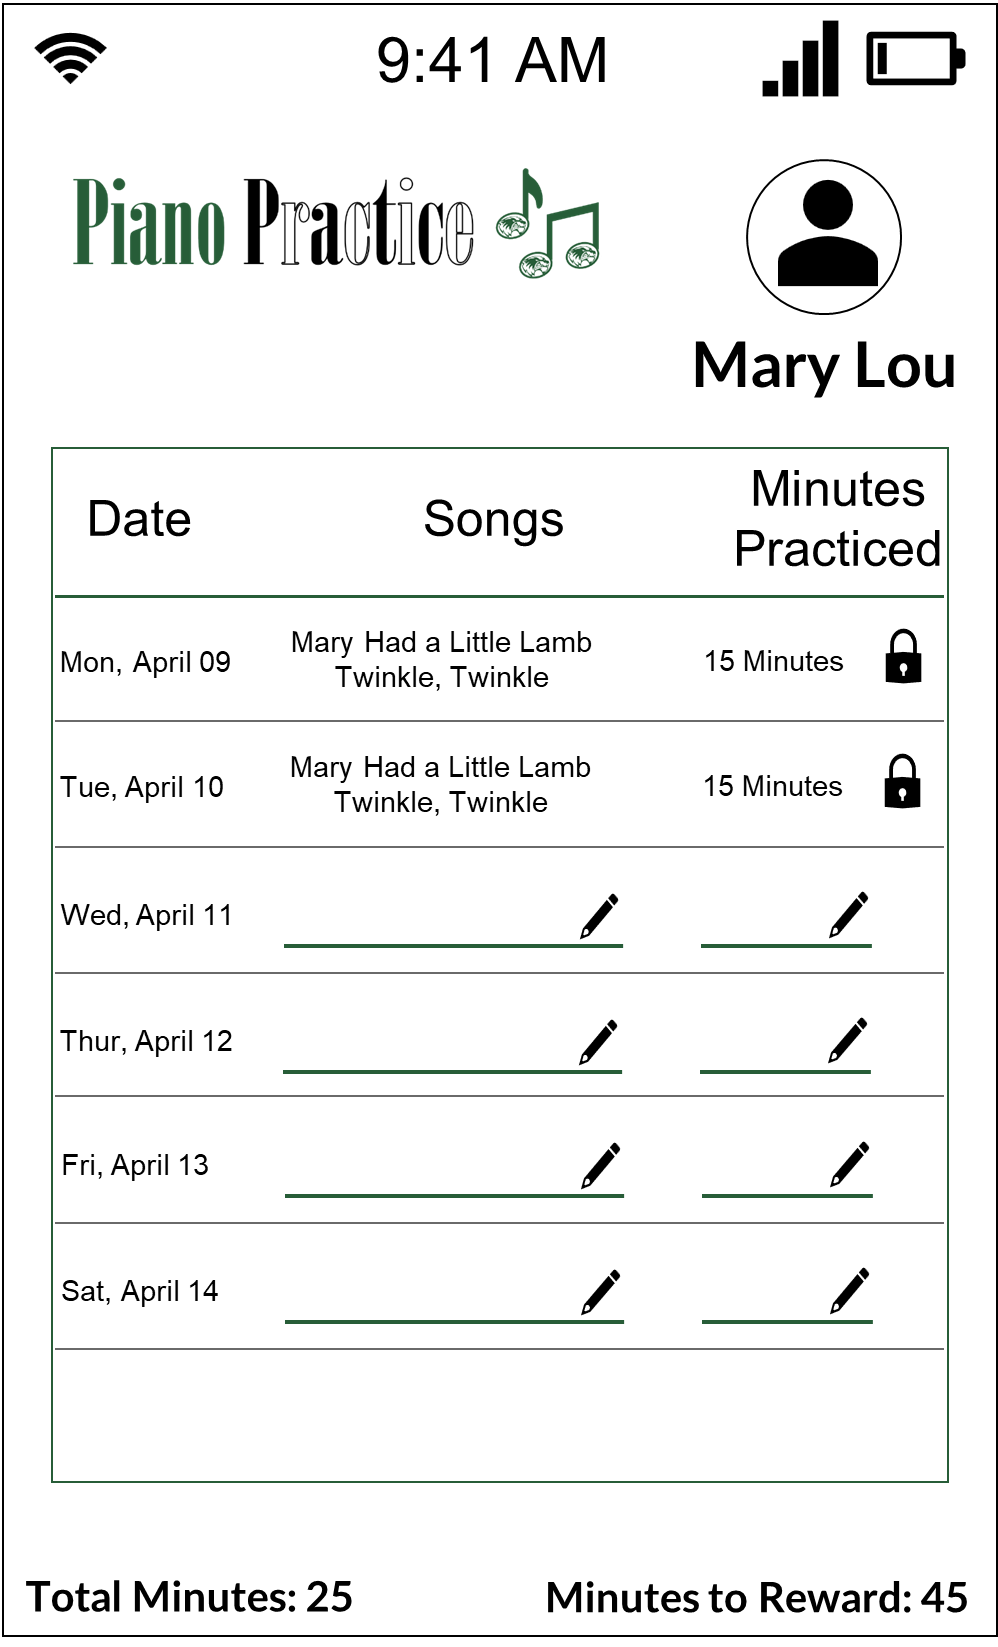 9:41 AM
Piano Practice
Mary Lou
Date Songs Minutes Practiced
Mon, April 09
Mary Had a Little Lamb
Twinkle, Twinkle
15 Minutes
Tue, April 10
Mary Had a Little Lamb
Twinkle, Twinkle
15 Minutes
Wed, April 11
Thur, April 12
Fri, April 13
Sat, April 14
Total Minutes: 25
Minutes to Reward: 45